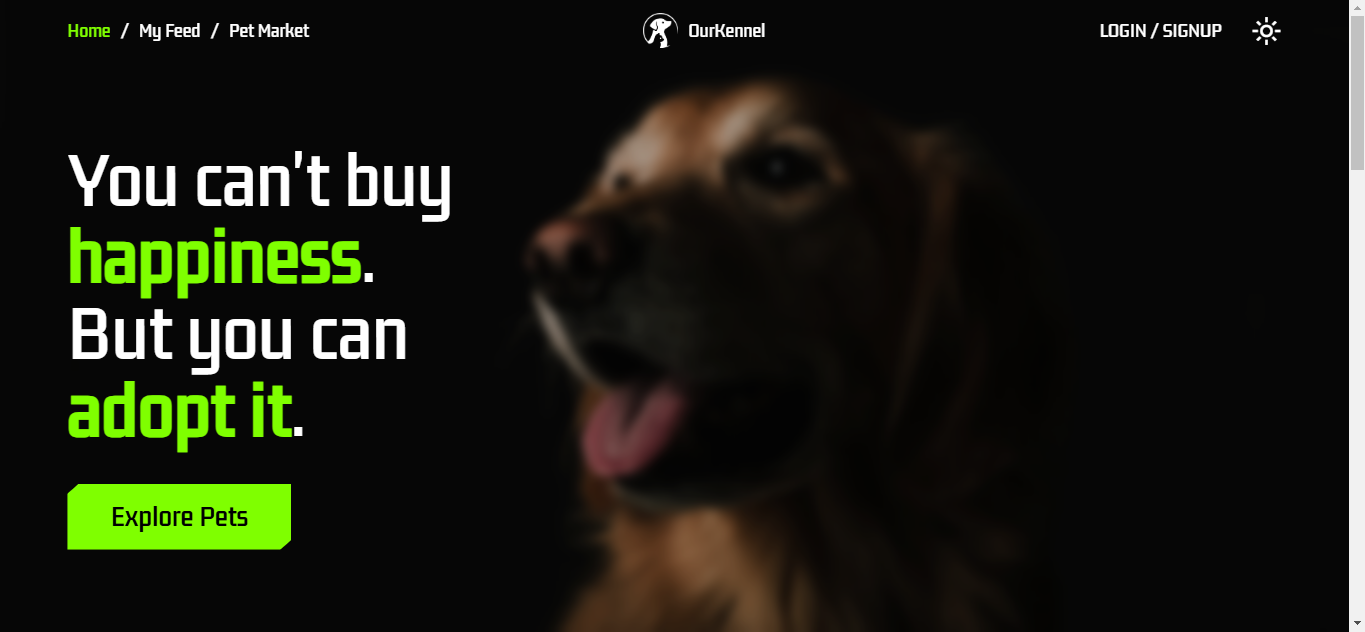 Home / My Feed / Pet Market
OurKennel
LOGIN / SIGNUP
You can't buy
happiness.
But you can
adopt it.
Explore Pets